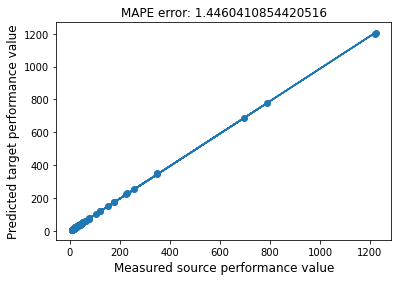 MAPE error: 1.4460410854420516
Predicted target performance value
1200
1000
800
600
400
200
0
0 200 400 600 800 1000 1200
Measured source performance value